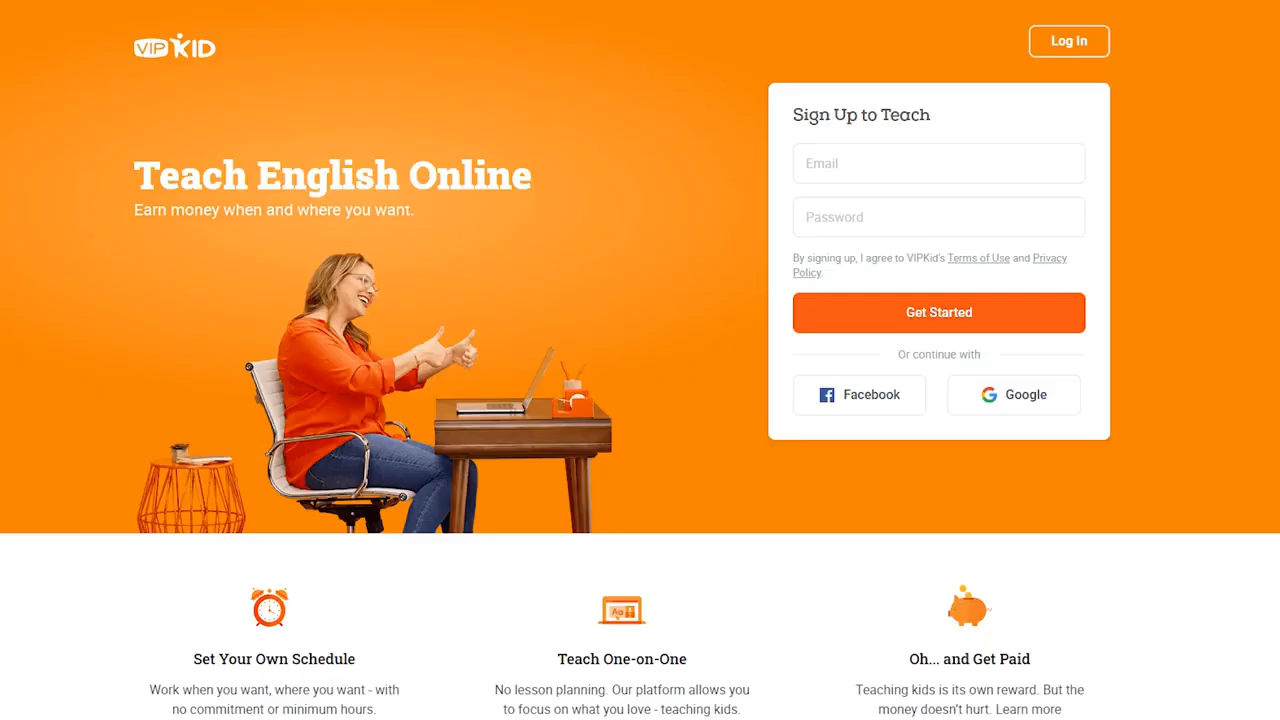 VIPKID
Log In
Sign Up to Teach
Email
Password
By signing up, I agree to VIPKid's Terms of Use and Privacy
Policy.
Get Started
Or continue with
Facebook
Google
Teach English Online
Earn money when and where you want.
Set Your Own Schedule
Work when you want, where you want - with
no commitment or minimum hours.
Aa
Teach One-on-One
No lesson planning. Our platform allows you
to focus on what you love - teaching kids.
Oh... and Get Paid
Teaching kids is its own reward. But the
money doesn't hurt. Learn more